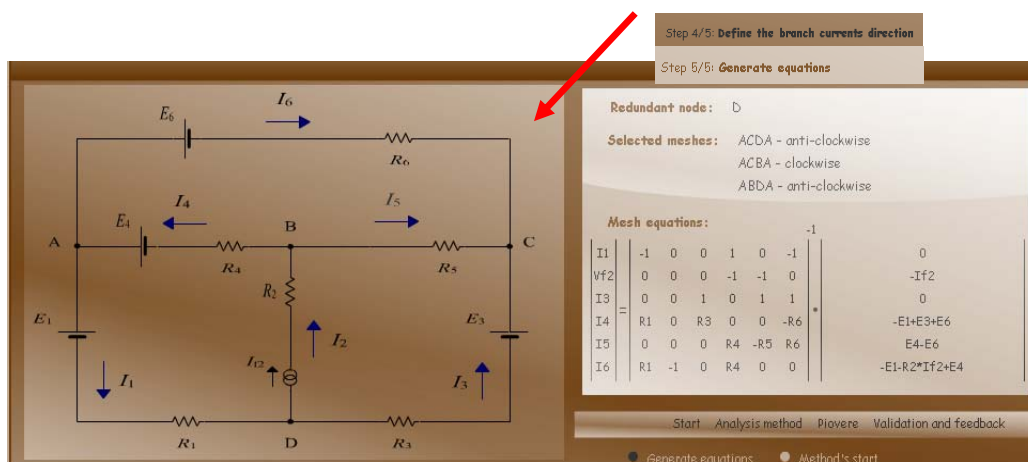 Step 4/5: Define the branch currents direction
Step 5/5: Generate equations
I6
E6
R6
I4
I5
E4
B
A
C
R4
R5
R2
E1
E3
I2
I12
I1
I3
R1
D
R3
Redundant node: D
Selected meshes: ACDA - anti-clockwise
ACBA - clockwise
ABDA - anti-clockwise
Mesh equations:
-1
I1 -1 0 0 1 0 -1 0
Vf2 0 0 0 -1 -1 0 -If2
I3 0 0 1 0 1 1 0
I4 = R1 0 R3 0 0 -R6 * -E1+E3+E6
I5 0 0 0 R4 -R5 R6 E4-E6
I6 R1 -1 0 R4 0 0 -E1-R2*If2+E4
Start Analysis method Piovere Validation and feedback
Generate equations Method's start